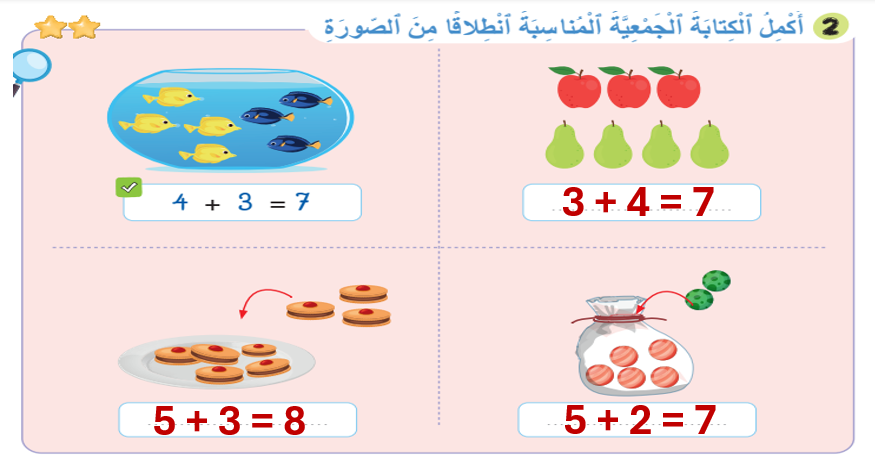 2 أَكْمِلُ ٱلْكِتابَةَ ٱلْجَمْعِيَّةَ ٱلْمُناسِبَةَ ٱنْطِلاقًا مِنَ ٱلصّورَةِ
3 + 4 = 7
4 + 3 = 7
5 + 2 = 7
5 + 3 = 8